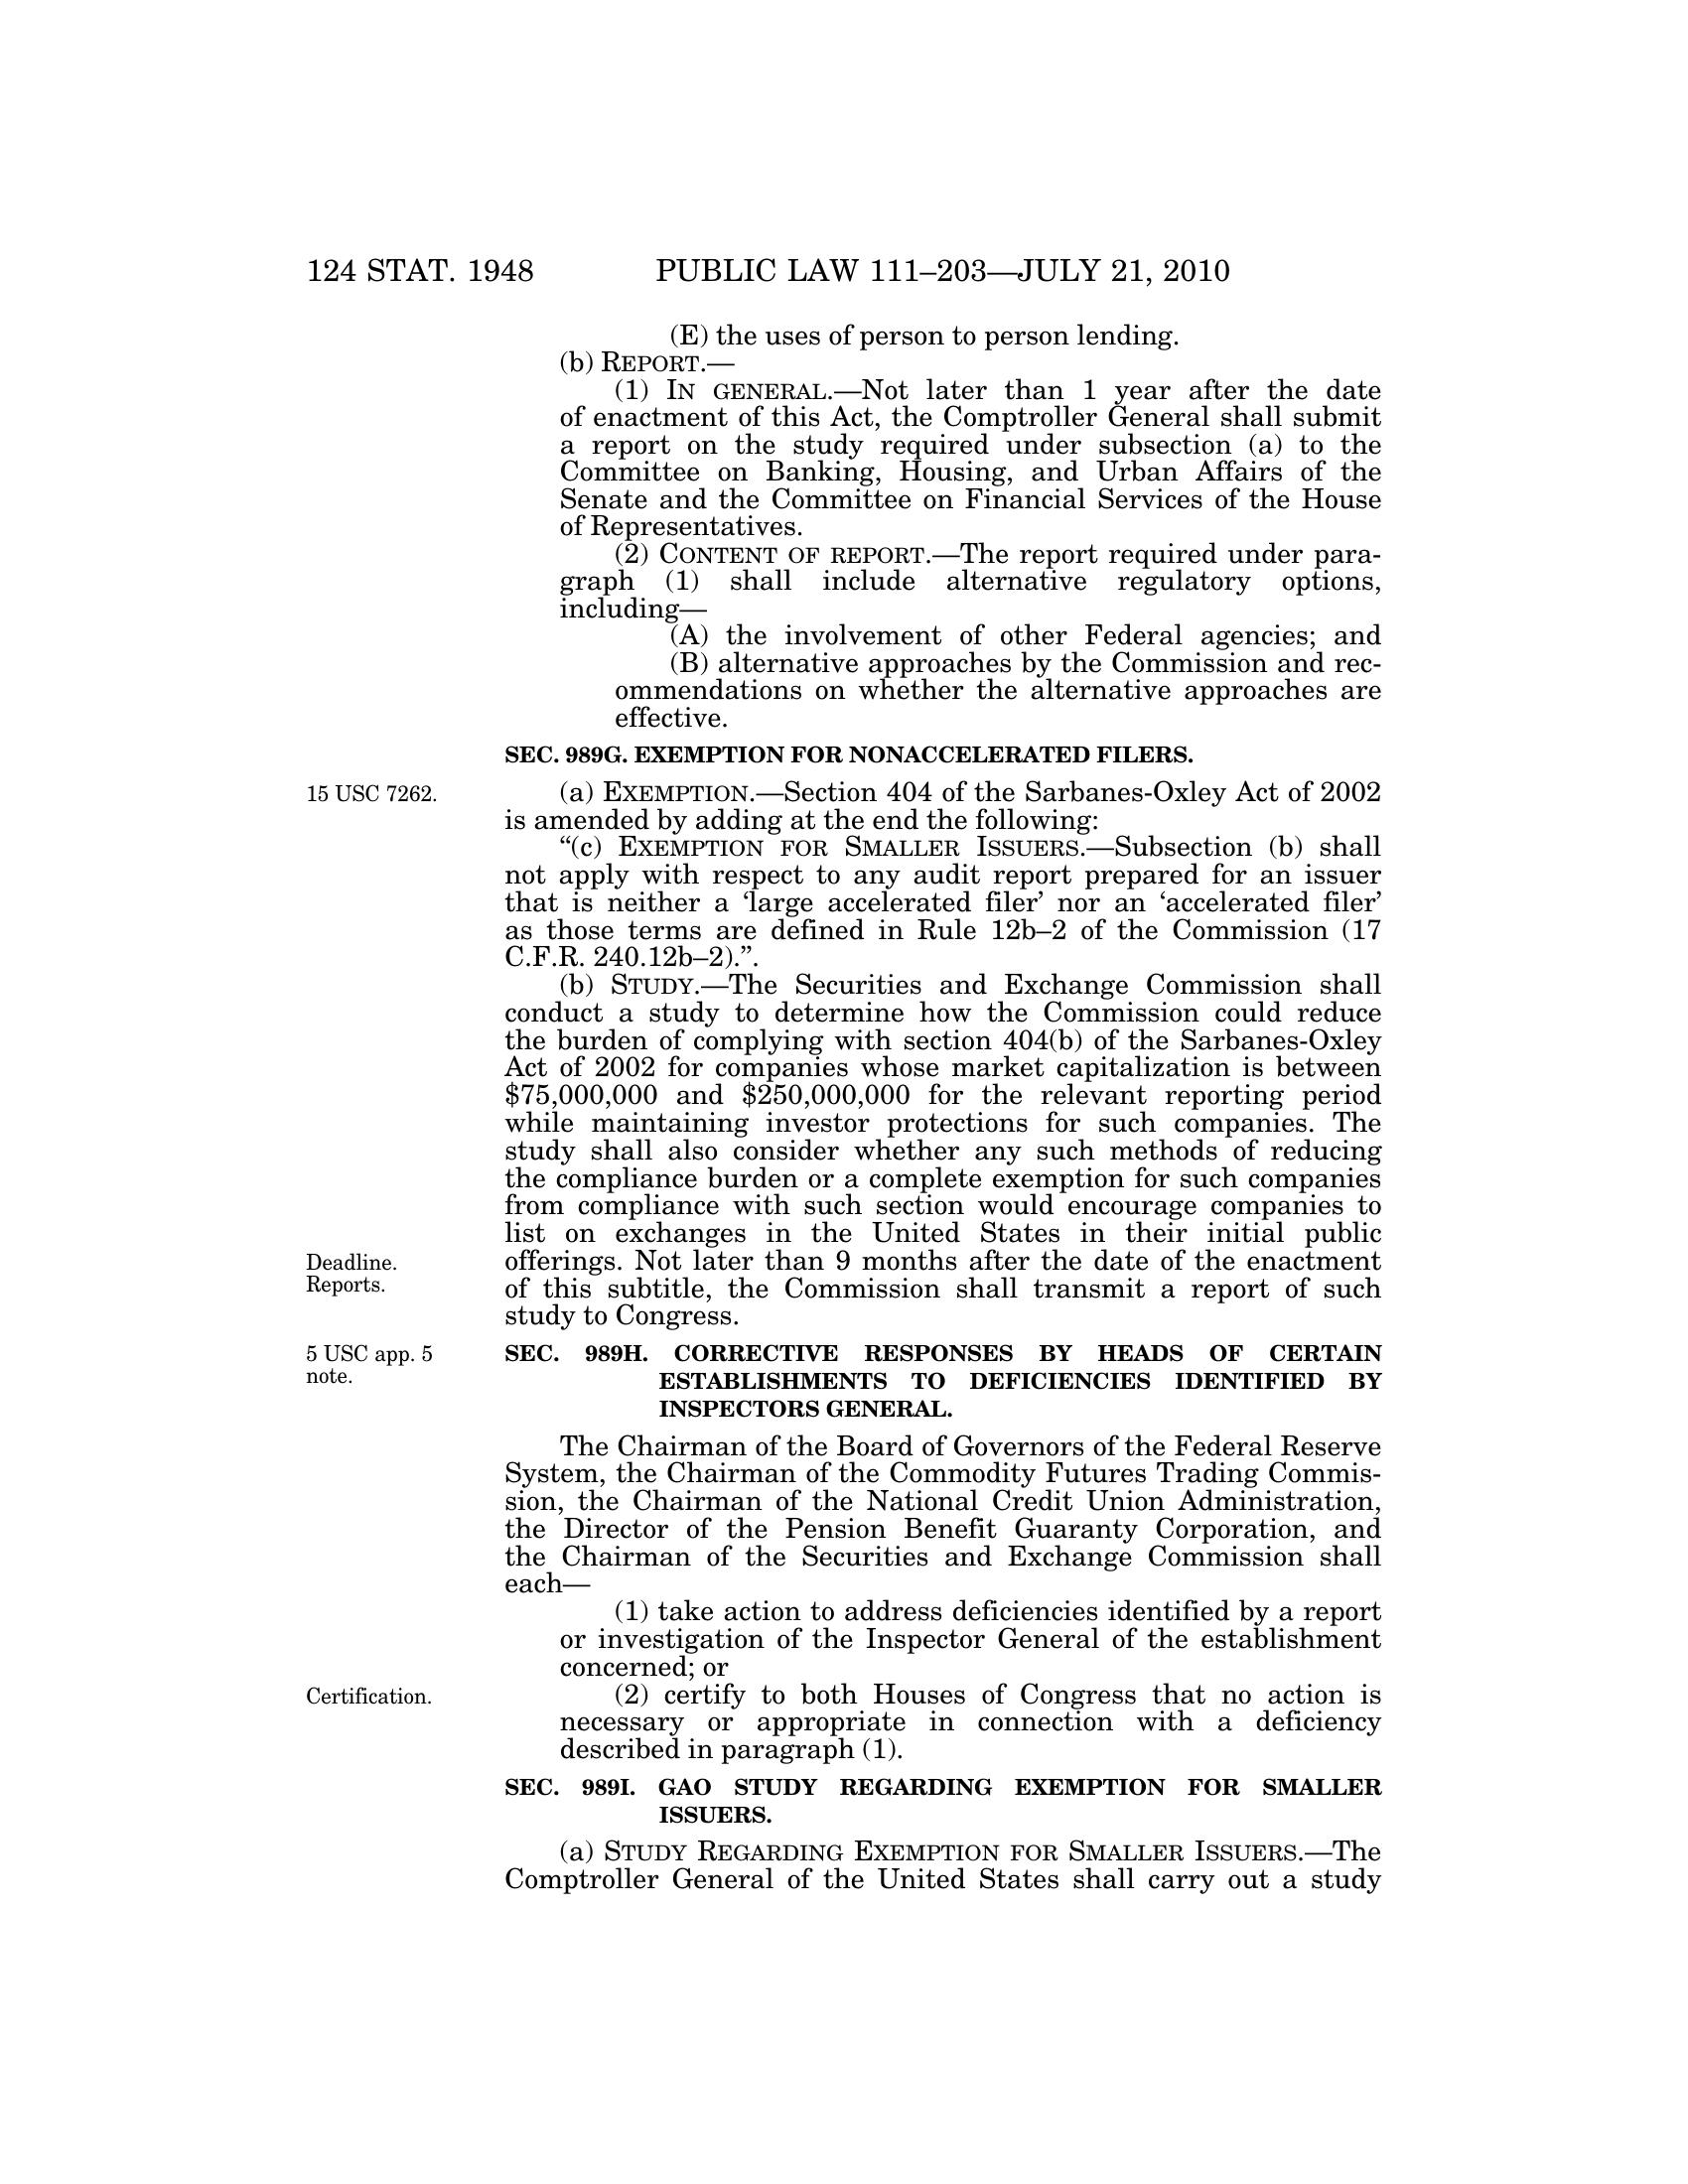 124 STAT. 1948 PUBLIC LAW 111–203—JULY 21, 2010
(E) the uses of person to person lending.
(b) REPORT.—
(1) IN GENERAL.—Not later than 1 year after the date
of enactment of this Act, the Comptroller General shall submit
a report on the study required under subsection (a) to the
Committee on Banking, Housing, and Urban Affairs of the
Senate and the Committee on Financial Services of the House
of Representatives.
(2) CONTENT OF REPORT.—The report required under para-
graph (1) shall include alternative regulatory options,
including—
(A) the involvement of other Federal agencies; and
(B) alternative approaches by the Commission and rec-
ommendations on whether the alternative approaches are
effective.
SEC. 989G. EXEMPTION FOR NONACCELERATED FILERS.
15 USC 7262.
(a) EXEMPTION.—Section 404 of the Sarbanes-Oxley Act of 2002
is amended by adding at the end the following:
“(c) EXEMPTION FOR SMALLER ISSUERS.—Subsection (b) shall
not apply with respect to any audit report prepared for an issuer
that is neither a ‘large accelerated filer’ nor an ‘accelerated filer’
as those terms are defined in Rule 12b–2 of the Commission (17
C.F.R. 240.12b–2).”.
(b) STUDY.—The Securities and Exchange Commission shall
conduct a study to determine how the Commission could reduce
the burden of complying with section 404(b) of the Sarbanes-Oxley
Act of 2002 for companies whose market capitalization is between
$75,000,000 and $250,000,000 for the relevant reporting period
while maintaining investor protections for such companies. The
study shall also consider whether any such methods of reducing
the compliance burden or a complete exemption for such companies
from compliance with such section would encourage companies to
list on exchanges in the United States in their initial public
Deadline.
Reports.
offerings. Not later than 9 months after the date of the enactment
of this subtitle, the Commission shall transmit a report of such
study to Congress.
5 USC app. 5
note.
SEC. 989H. CORRECTIVE RESPONSES BY HEADS OF CERTAIN
ESTABLISHMENTS TO DEFICIENCIES IDENTIFIED BY
INSPECTORS GENERAL.
The Chairman of the Board of Governors of the Federal Reserve
System, the Chairman of the Commodity Futures Trading Commis-
sion, the Chairman of the National Credit Union Administration,
the Director of the Pension Benefit Guaranty Corporation, and
the Chairman of the Securities and Exchange Commission shall
each—
(1) take action to address deficiencies identified by a report
or investigation of the Inspector General of the establishment
concerned; or
Certification.
(2) certify to both Houses of Congress that no action is
necessary or appropriate in connection with a deficiency
described in paragraph (1).
SEC. 989I. GAO STUDY REGARDING EXEMPTION FOR SMALLER
ISSUERS.
(a) STUDY REGARDING EXEMPTION FOR SMALLER ISSUERS.—The
Comptroller General of the United States shall carry out a study